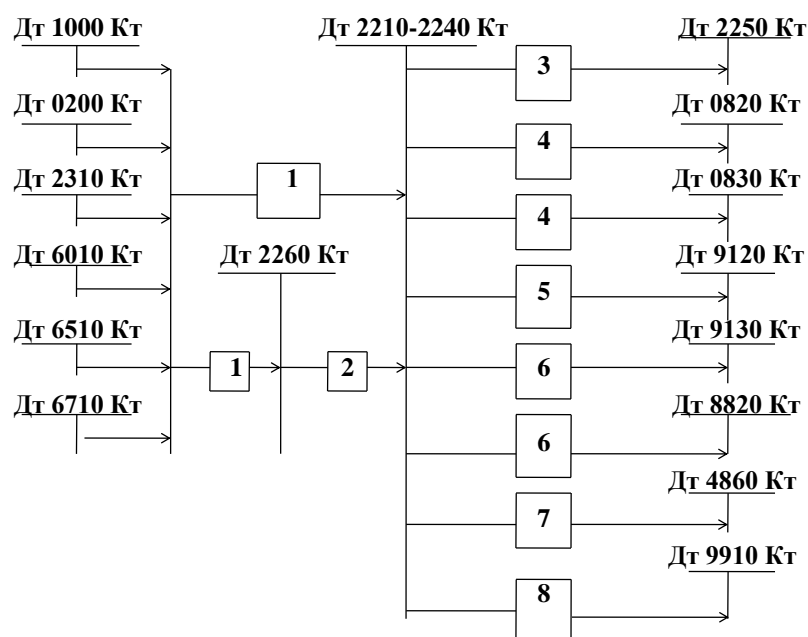 Дт 1000 Кт
Дт 2210-2240 Кт
Дт 2250 Кт
3
Дт 0200 Кт
Дт 0820 Кт
4
1
Дт 2310 Кт
Дт 0830 Кт
4
Дт 6010 Кт
Дт 2260 Кт
Дт 9120 Кт
5
Дт 6510 Кт
Дт 9130 Кт
1
2
6
Дт 6710 Кт
Дт 8820 Кт
6
Дт 4860 Кт
7
Дт 9910 Кт
8